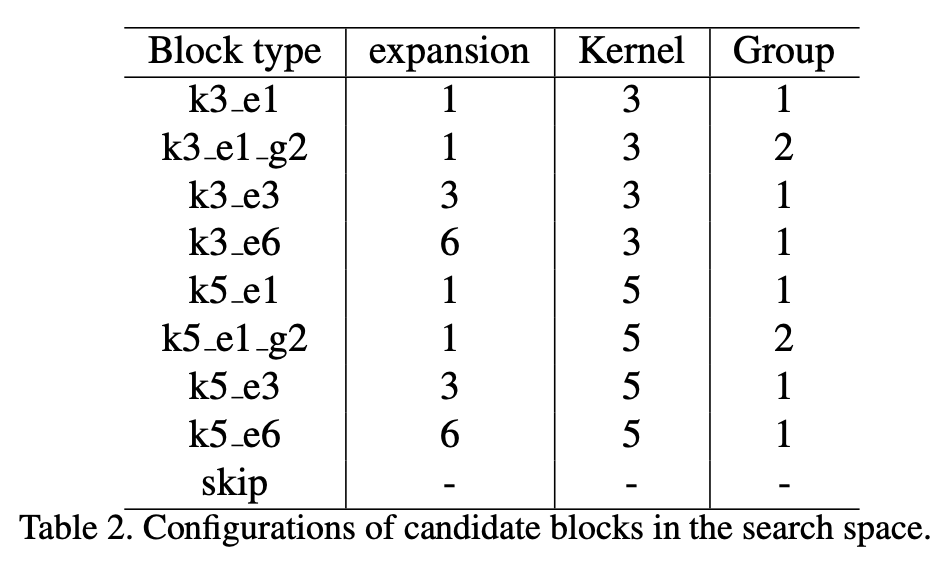 Block type expansion Kernel Group
k3_e1 1 3 1
k3_e1_g2 1 3 2
k3_e3 3 3 1
k3_e6 6 3 1
k5_e1 1 5 1
k5_e1_g2 1 5 2
k5_e3 3 5 1
k5_e6 6 5 1
skip - - -
Table 2. Configurations of candidate blocks in the search space.